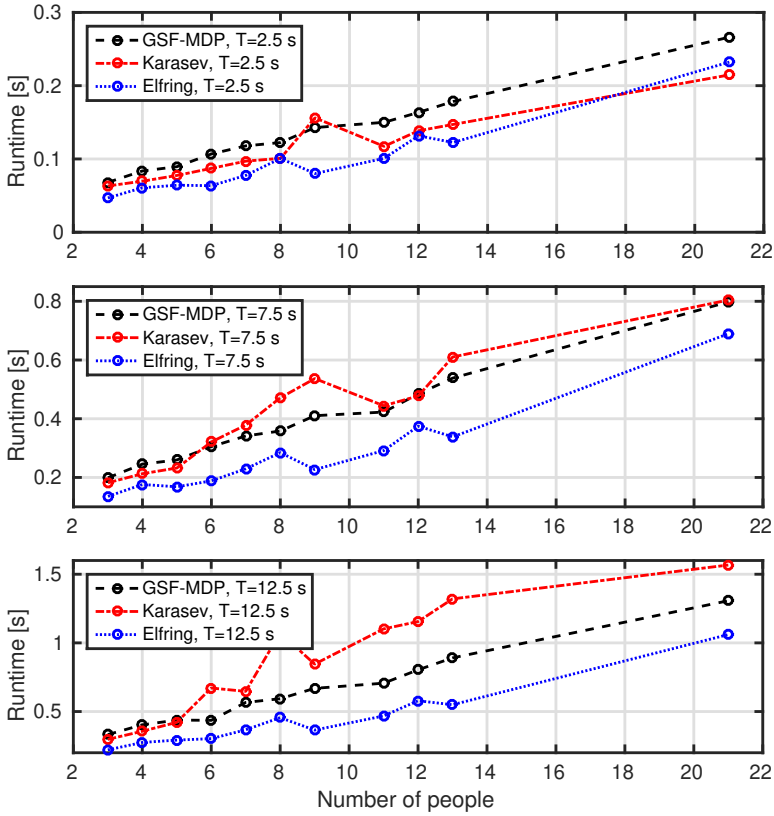 0.3
0.2
0.1
0
Runtime [s]
GSF-MDP, T=2.5 s
Karasev, T=2.5 s
Elfring, T=2.5 s
2 4 6 8 10 12 14 16 18 20 22
0.8
0.6
0.4
0.2
Runtime [s]
GSF-MDP, T=7.5 s
Karasev, T=7.5 s
Elfring, T=7.5 s
2 4 6 8 10 12 14 16 18 20 22
1.5
1
0.5
Runtime [s]
GSF-MDP, T=12.5 s
Karasev, T=12.5 s
Elfring, T=12.5 s
2 4 6 8 10 12 14 16 18 20 22
Number of people